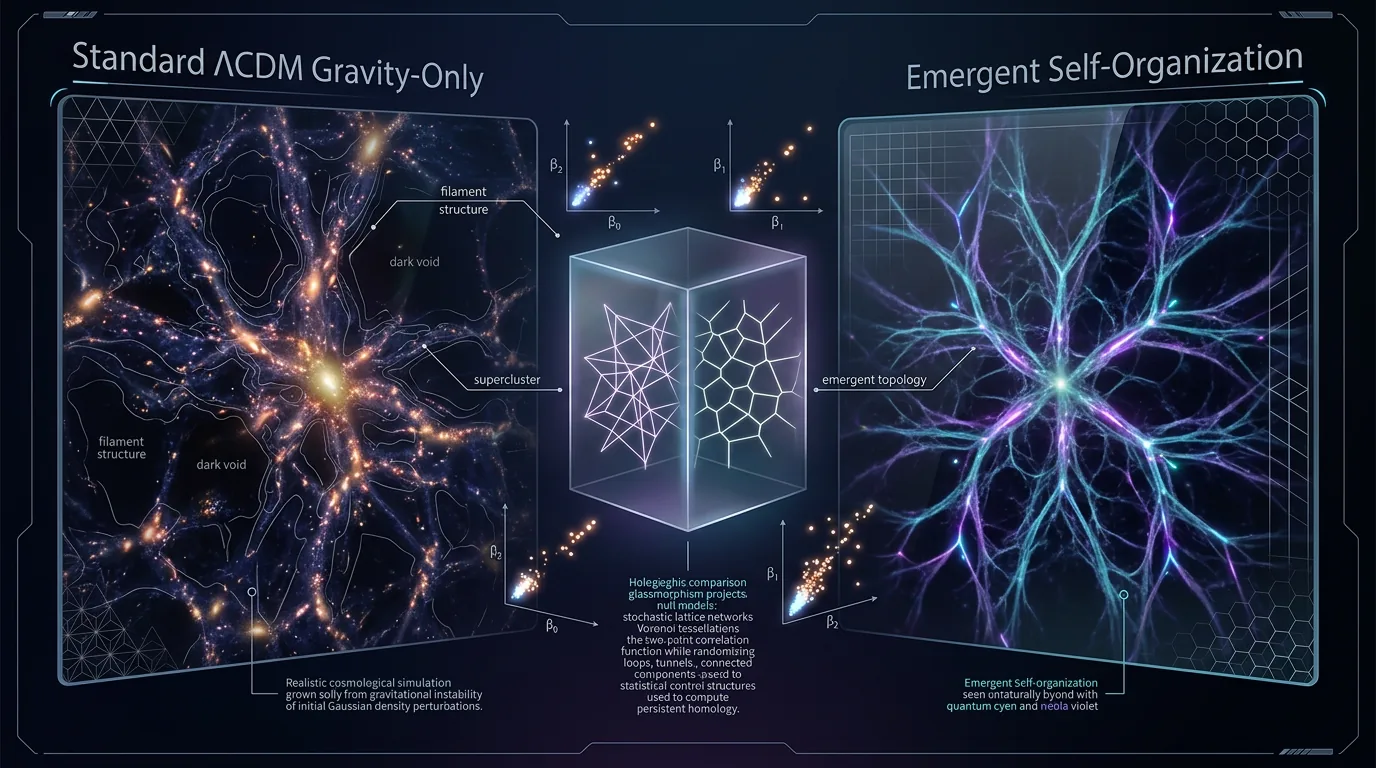 Standard ΛCDM Gravity-Only
Emergent Self-Organization
β₂
β₀
β₁
β₁
filament
structure
dark void
supercluster
emergent topology
filament
structure
dark void
β₂
β₀
β₁
β₂
Holegieghis comparison
glassmorphism projects,
null models:
stochastic lattice networks
Voronoi tessellations
the two-point correlation
function while randomising
loops, tunnels., connected
components -pserd to
statistical control structures
used to compute
persistent homology.
Realistic cosmological simulation
grown solly from gravitational instability
of initial Gaussian density perturbations.
Emergent Self-organization
seen onaturally byond with
quantum cyen and neola violet